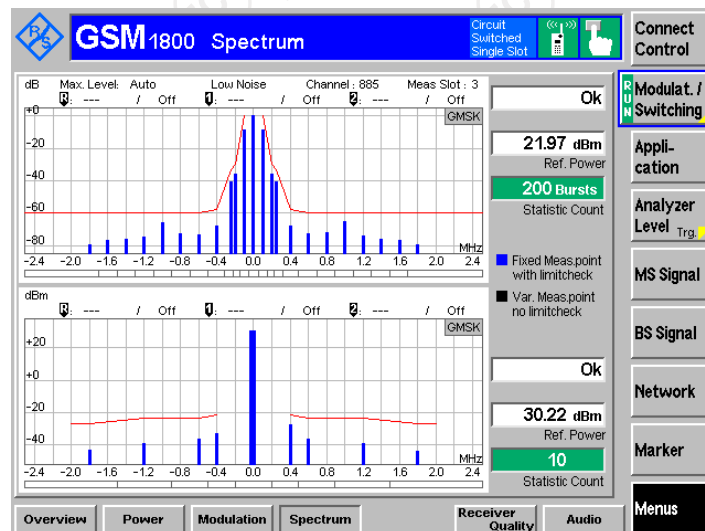 R&S GSM 1800 Spectrum
Circuit
Switched
Single Slot
Connect
Control
dB Max. Level: Auto Low Noise Channel : 885 Meas Slot : 3
R: --- / Off 1: --- / Off 2: --- / Off
GMSK
+0
-20
-40
-60
-80
MHz
-2.4 -2.0 -1.6 -1.2 -0.8 -0.4 0.0 0.4 0.8 1.2 1.6 2.0 2.4
Ok
21.97 dBm
Ref. Power
200 Bursts
Statistic Count
Fixed Meas.point
with limitcheck
Var. Meas.point
no limitcheck
dBm
R: --- / Off 1: --- / Off 2: --- / Off
GMSK
+20
+0
-20
-40
MHz
-2.4 -2.0 -1.6 -1.2 -0.8 -0.4 0.0 0.4 0.8 1.2 1.6 2.0 2.4
Ok
30.22 dBm
Ref. Power
10
Statistic Count
RUN
Modulat. /
Switching
Appli-
cation
Analyzer
Level Trg.
MS Signal
BS Signal
Network
Marker
Menus
Overview Power Modulation Spectrum Receiver
Quality Audio